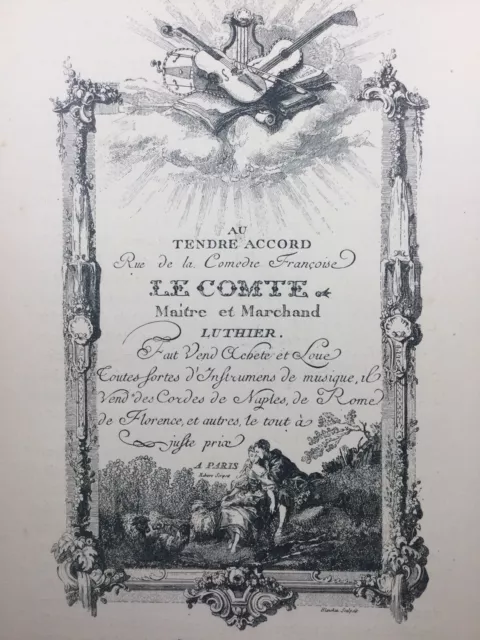 AU
TENDRE ACCORD
Rue de la Comedie Françoise
LE COMTE
Maitre et Marchand
LUTHIER.
Fait Vend Achete et Loue
Toutes sortes d'Instrumens de musique, il
Vend des Cordes de Naples, de Rome
de Florence, et autres, le tout à
juste prix
A PARIS